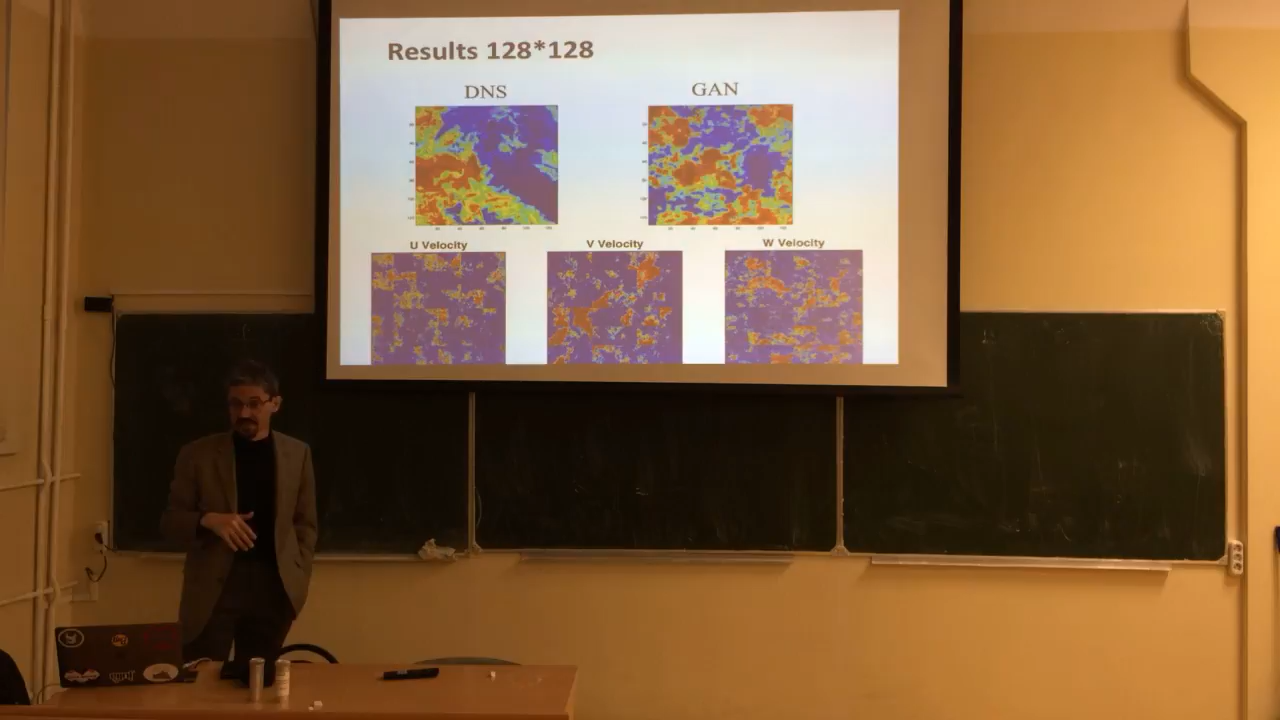 Results 128*128
DNS
GAN
U Velocity
V Velocity
W Velocity